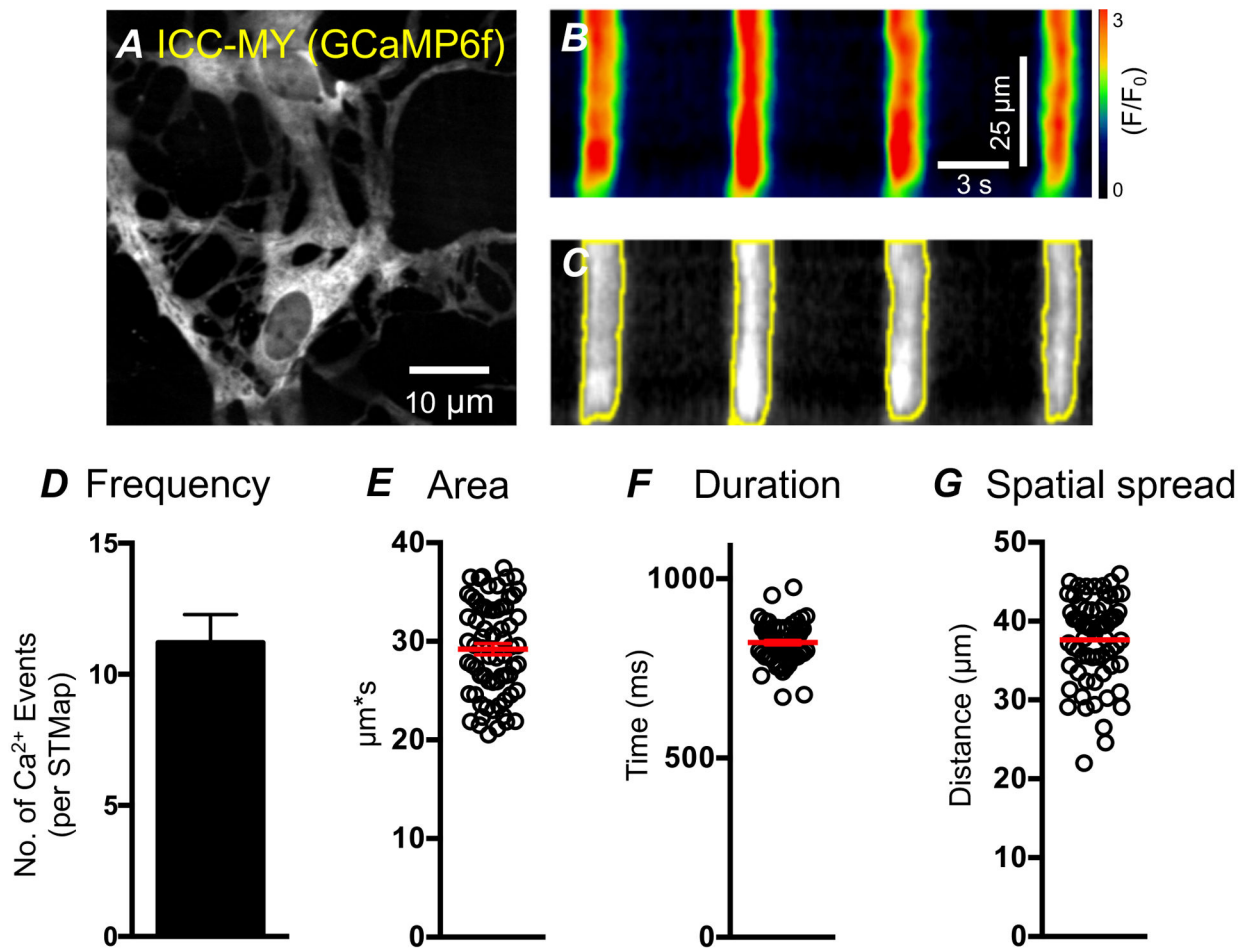 A ICC-MY (GCaMP6f)
10 µm
B
25 µm
3 s
3
(F/F₀)
0
C
D Frequency
No. of Ca²⁺ Events
(per STMap)
15
10
5
0
E Area
µm*s
40
30
20
10
0
F Duration
Time (ms)
1000
500
0
G Spatial spread
Distance (µm)
50
40
30
20
10
0